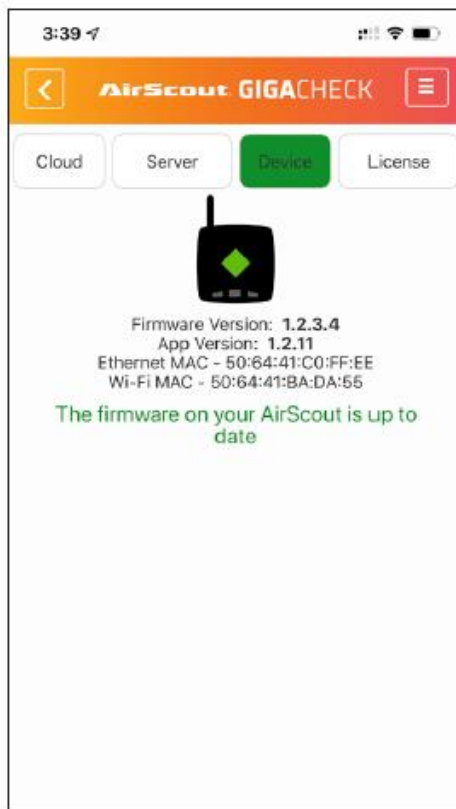 3:39
AirScout GIGACHECK
Cloud Server Device License
Firmware Version: 1.2.3.4
App Version: 1.2.11
Ethernet MAC - 50:64:41:C0:FF:EE
Wi-Fi MAC - 50:64:41:BA:DA:55
The firmware on your AirScout is up to
date